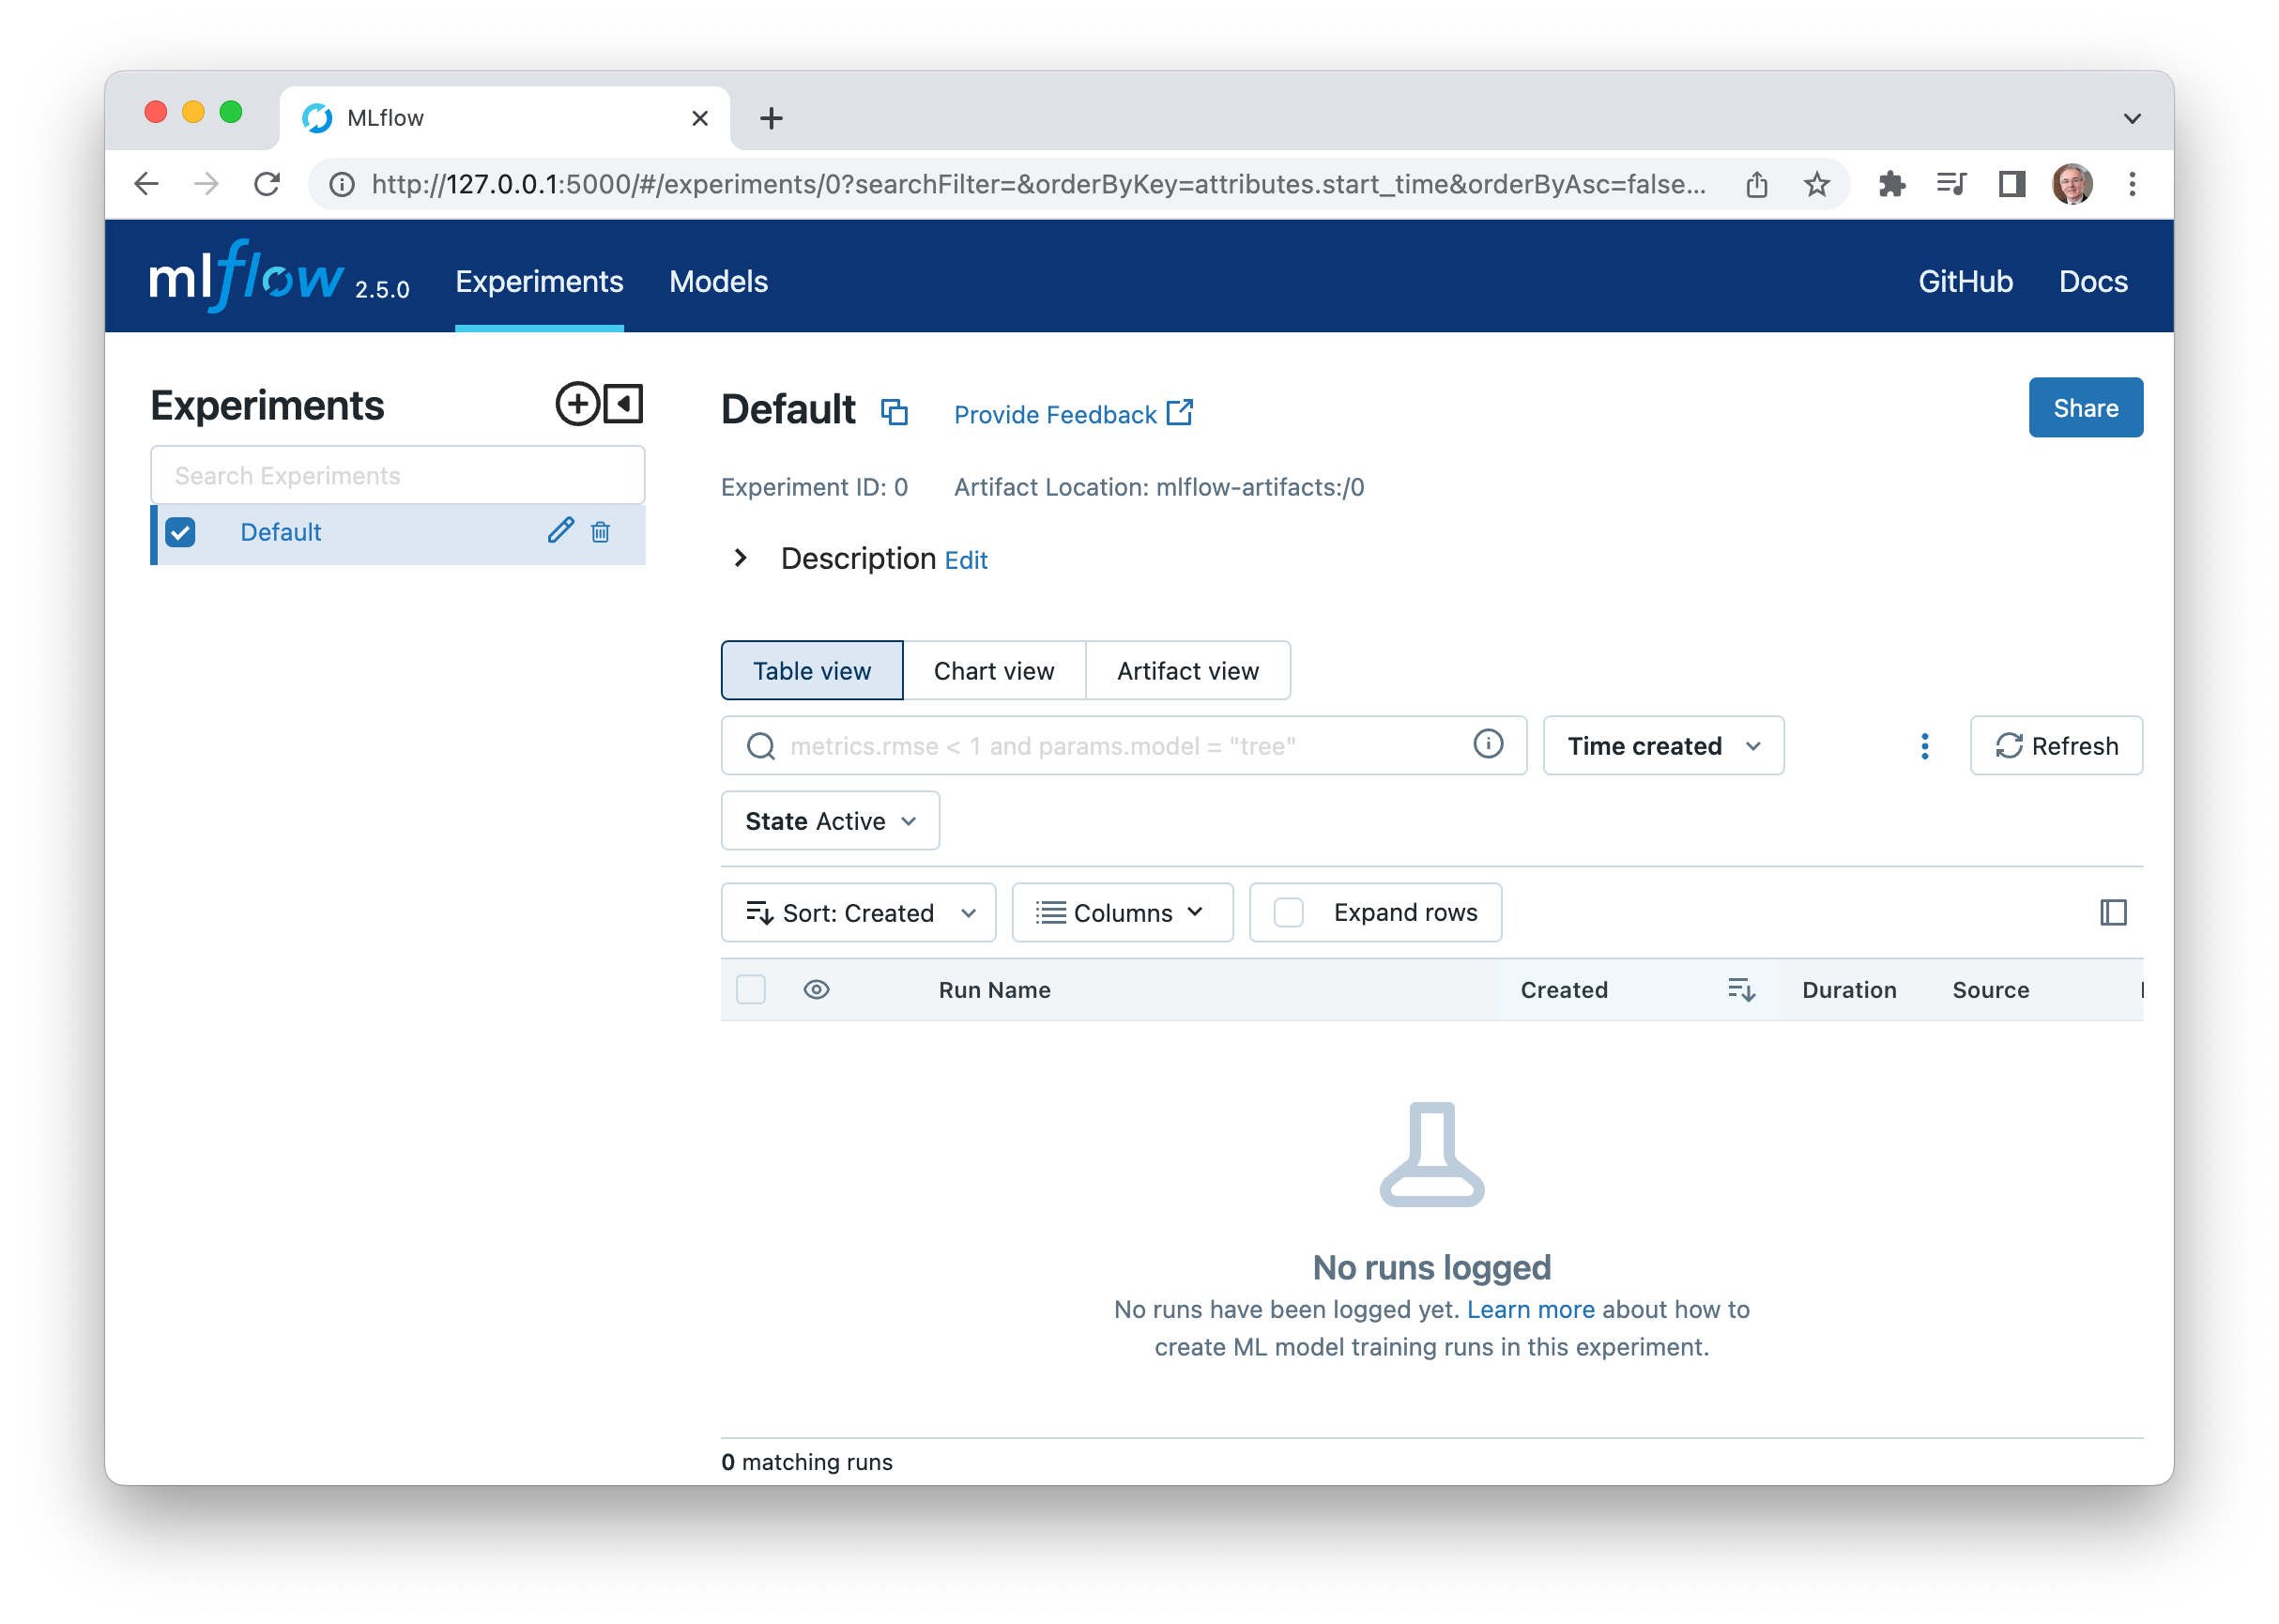 MLflow
http://127.0.0.1:5000/#/experiments/0?searchFilter=&orderByKey=attributes.start_time&orderByAsc=false...
mlflow 2.5.0 Experiments Models GitHub Docs
Experiments
Search Experiments
Default
Default Provide Feedback Share
Experiment ID: 0 Artifact Location: mlflow-artifacts:/0
Description Edit
Table view Chart view Artifact view
metrics.rmse < 1 and params.model = "tree" Time created Refresh
State Active
Sort: Created Columns Expand rows
Run Name Created Duration Source
No runs logged
No runs have been logged yet. Learn more about how to
create ML model training runs in this experiment.
0 matching runs